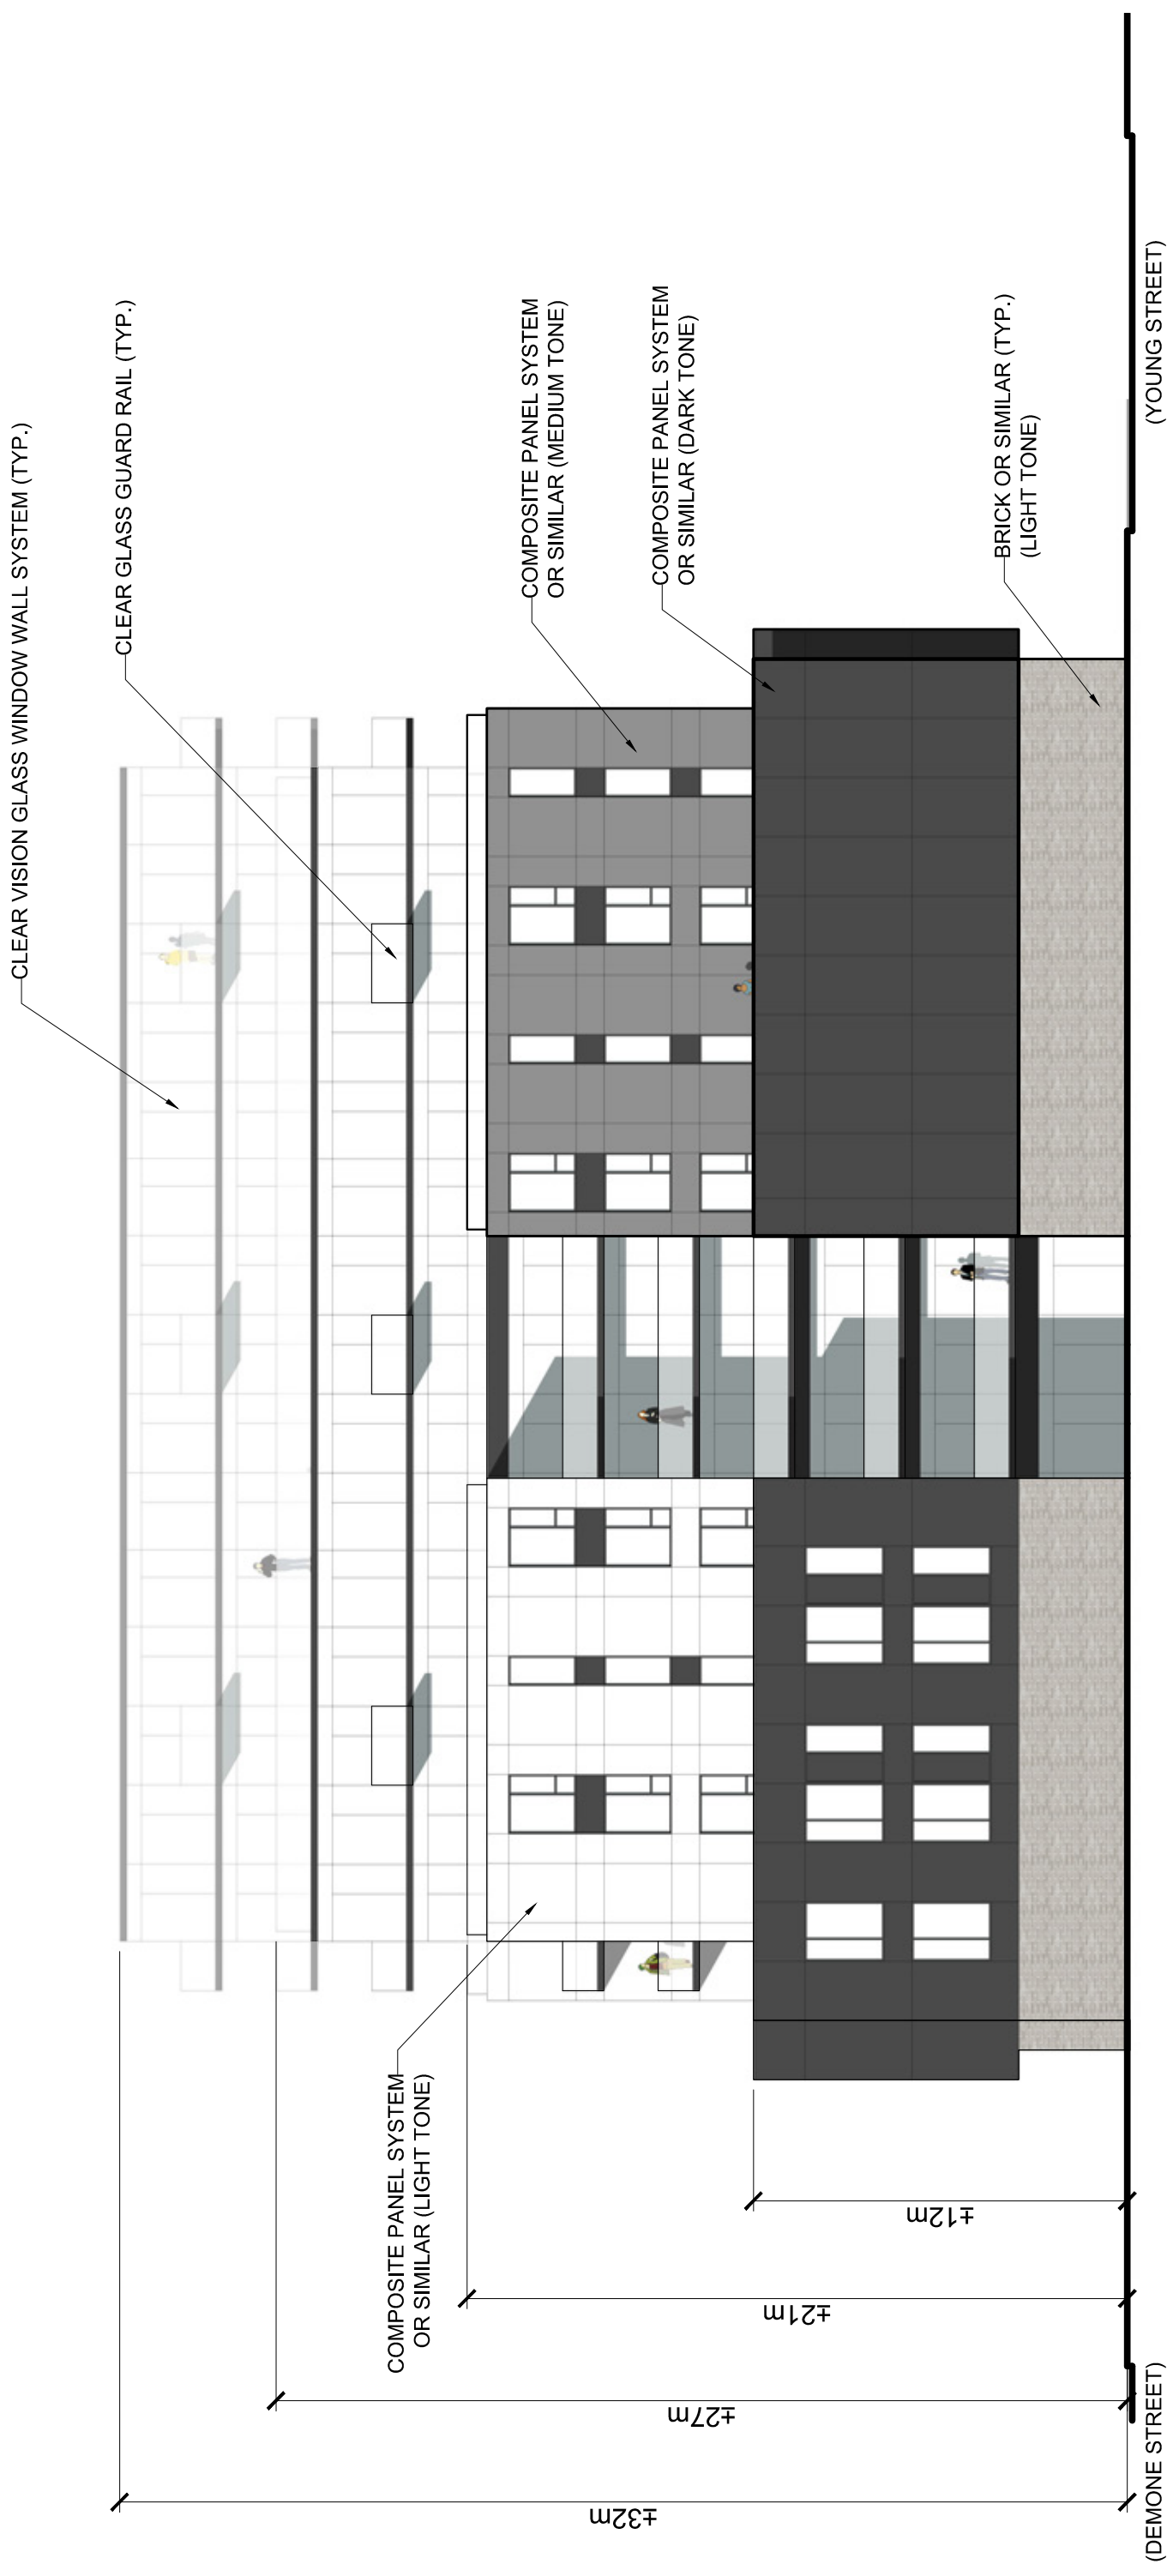 CLEAR VISION GLASS WINDOW WALL SYSTEM (TYP.)
CLEAR GLASS GUARD RAIL (TYP.)
COMPOSITE PANEL SYSTEM
OR SIMILAR (LIGHT TONE)
COMPOSITE PANEL SYSTEM
OR SIMILAR (MEDIUM TONE)
COMPOSITE PANEL SYSTEM
OR SIMILAR (DARK TONE)
BRICK OR SIMILAR (TYP.)
(LIGHT TONE)
±32m
±27m
±21m
±12m
(DEMONE STREET)
(YOUNG STREET)